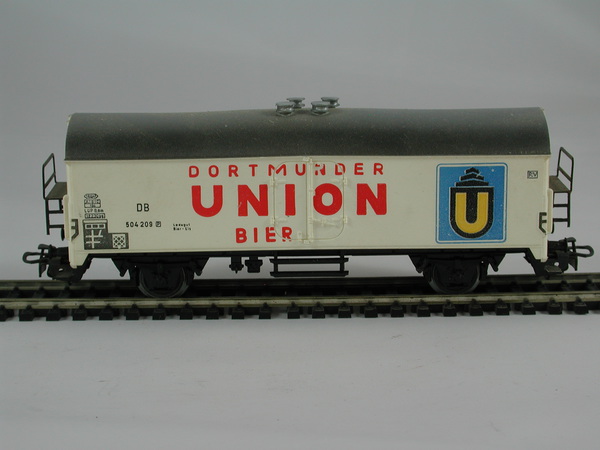 DORTMUNDER
UNION
BIER
DB
504 209
U